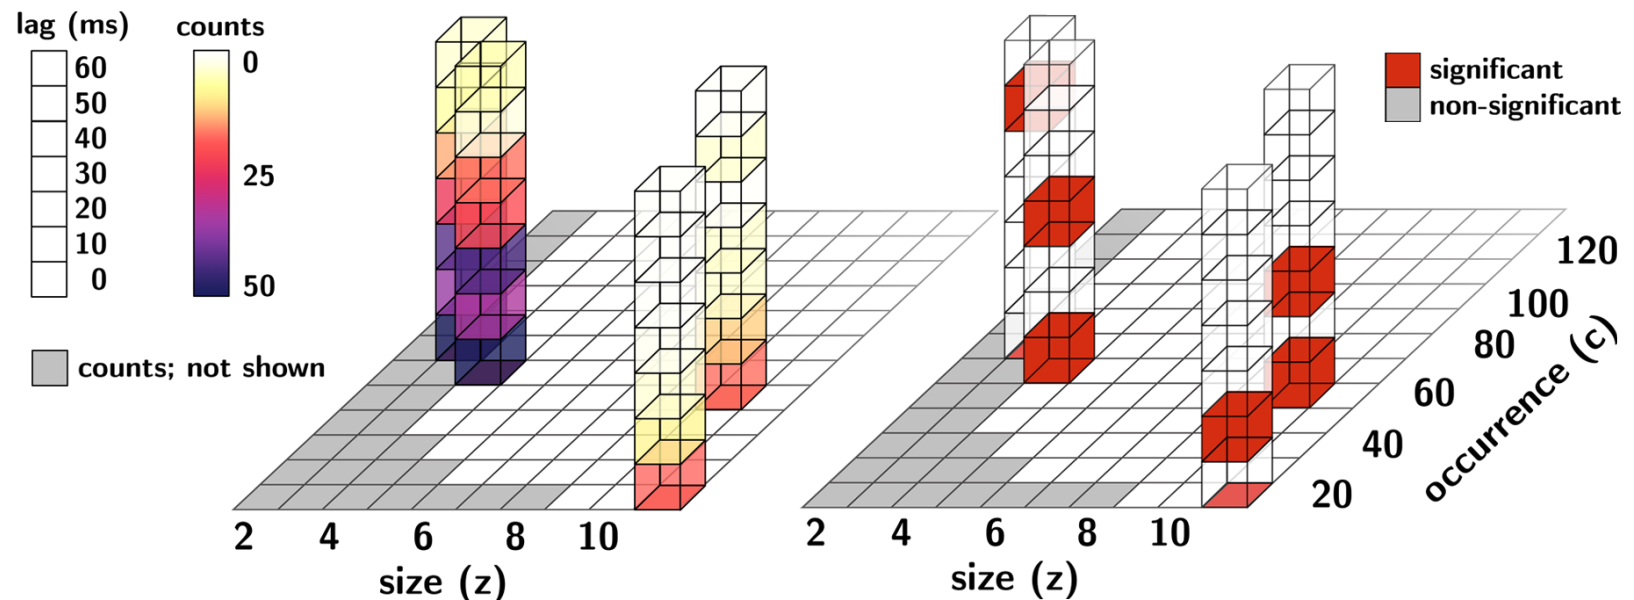 lag (ms)
60
50
40
30
20
10
0
counts
0
25
50
counts; not shown
2 4 6 8 10
size (z)
significant
non-significant
2 4 6 8 10
size (z)
20 40 60 80 100 120
occurrence (c)